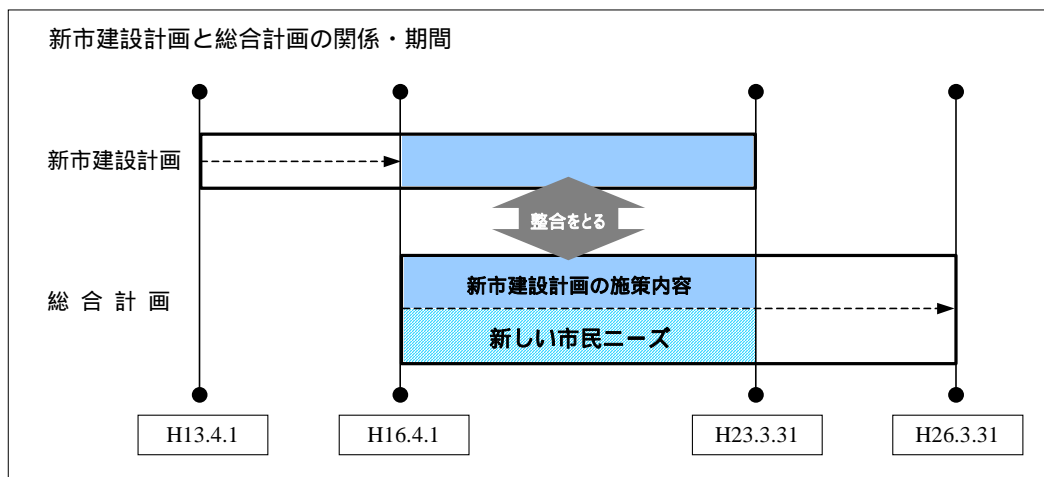 新市建設計画と総合計画の関係・期間
新市建設計画
整合をとる
総合計画
新市建設計画の施策内容
新しい市民ニーズ
H13.4.1
H16.4.1
H23.3.31
H26.3.31